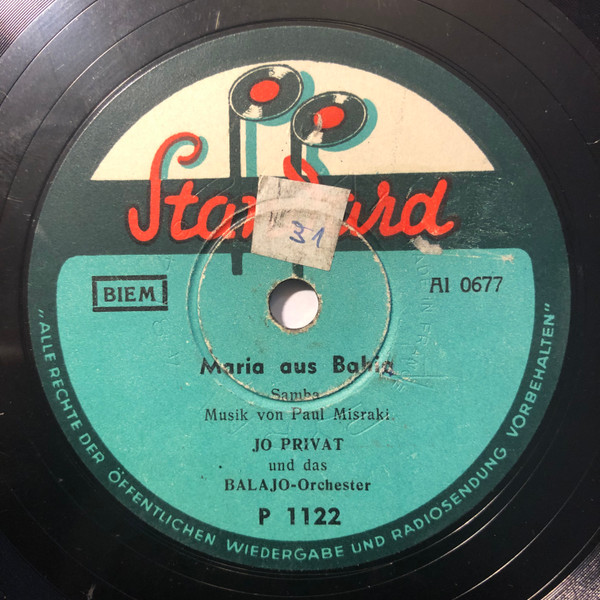 Standard
31
BIEM
AI 0677
Maria aus Bahia
Samba
Musik von Paul Misraki
JO PRIVAT
und das
BALAJO-Orchester
P 1122
„ALLE RECHTE DER ÖFFENTLICHEN WIEDERGABE UND RADIOSENDUNG VORBEHALTEN"